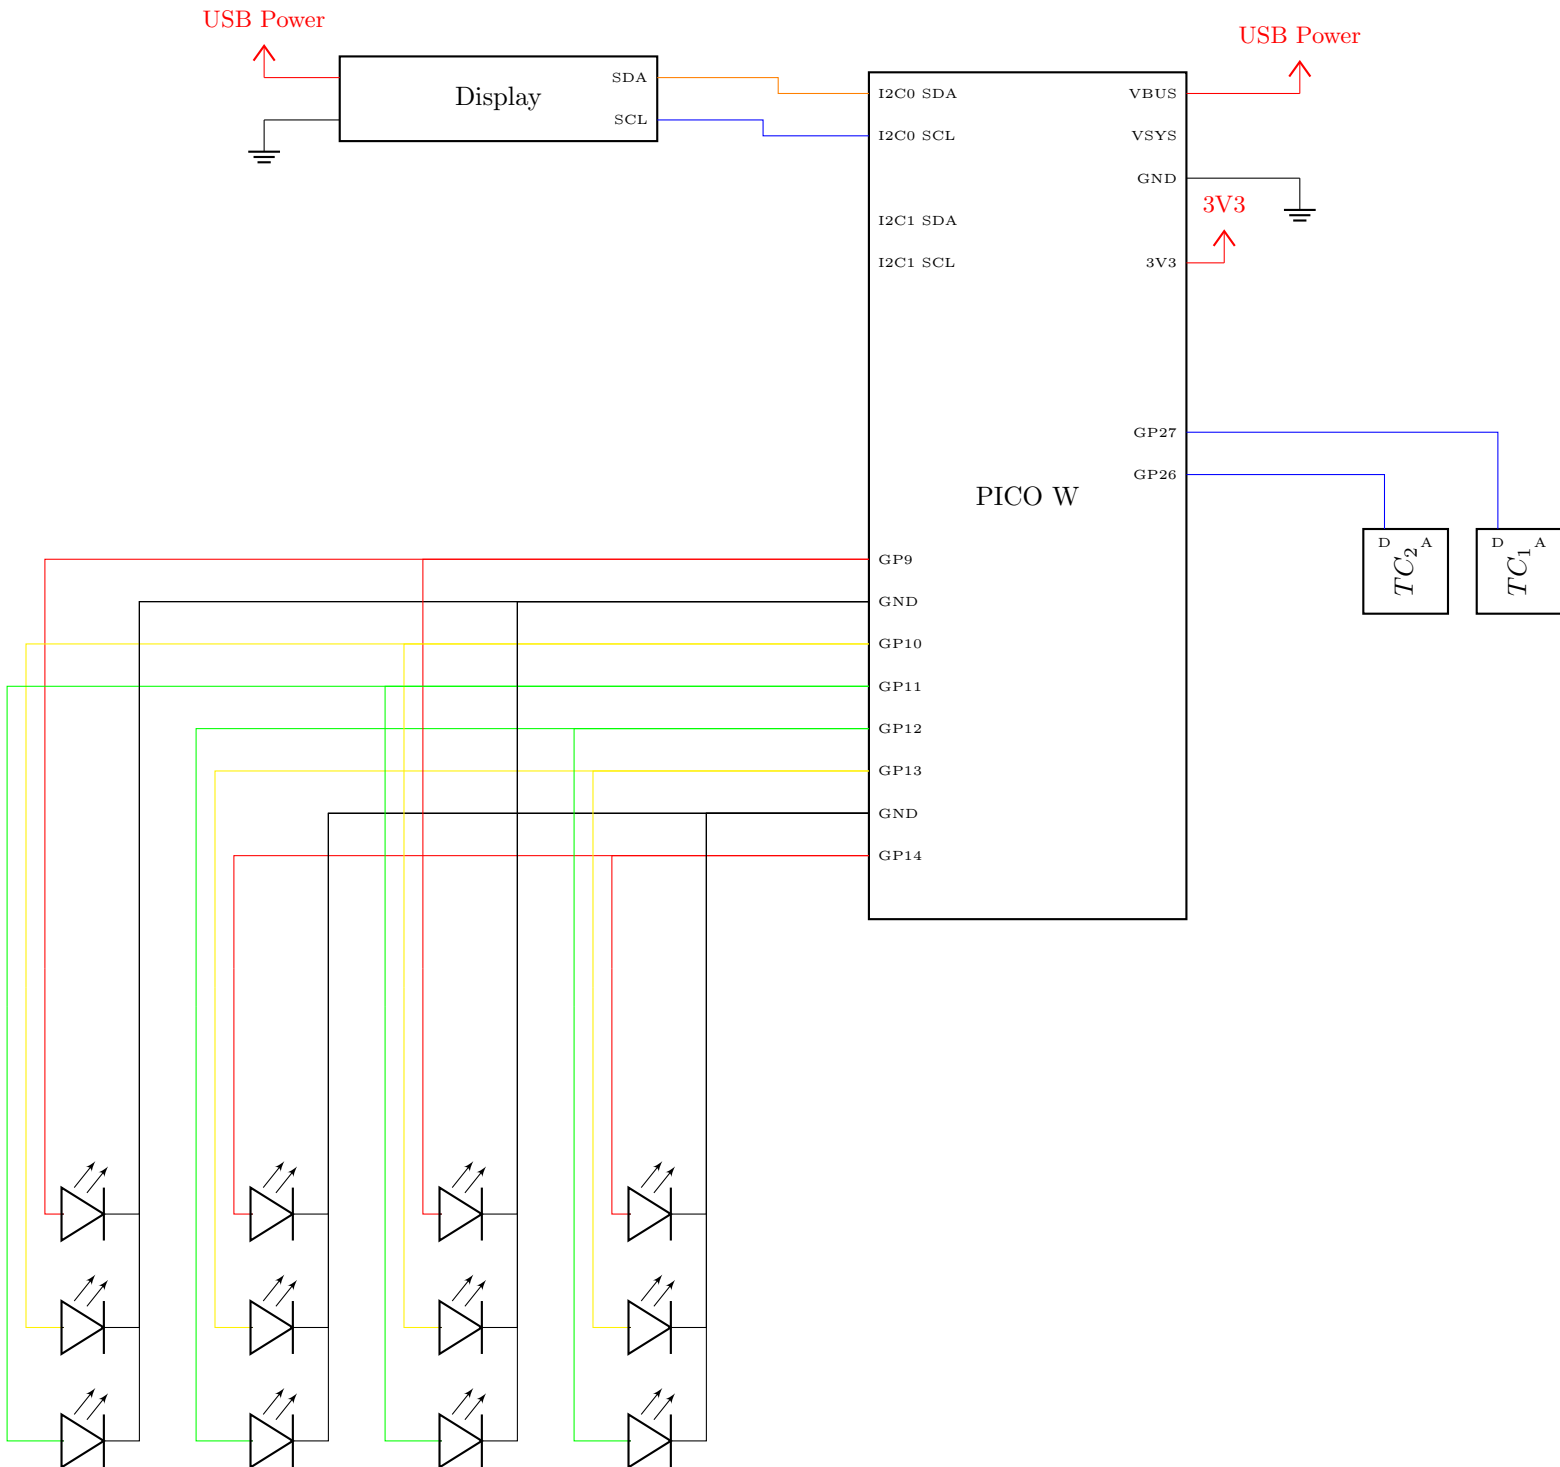 USB Power
USB Power
Display
SDA
SCL
I2C0 SDA
I2C0 SCL
I2C1 SDA
I2C1 SCL
VBUS
VSYS
GND
3V3
3V3
GP27
GP26
PICO W
D A
TC2
D A
TC1
GP9
GND
GP10
GP11
GP12
GP13
GND
GP14